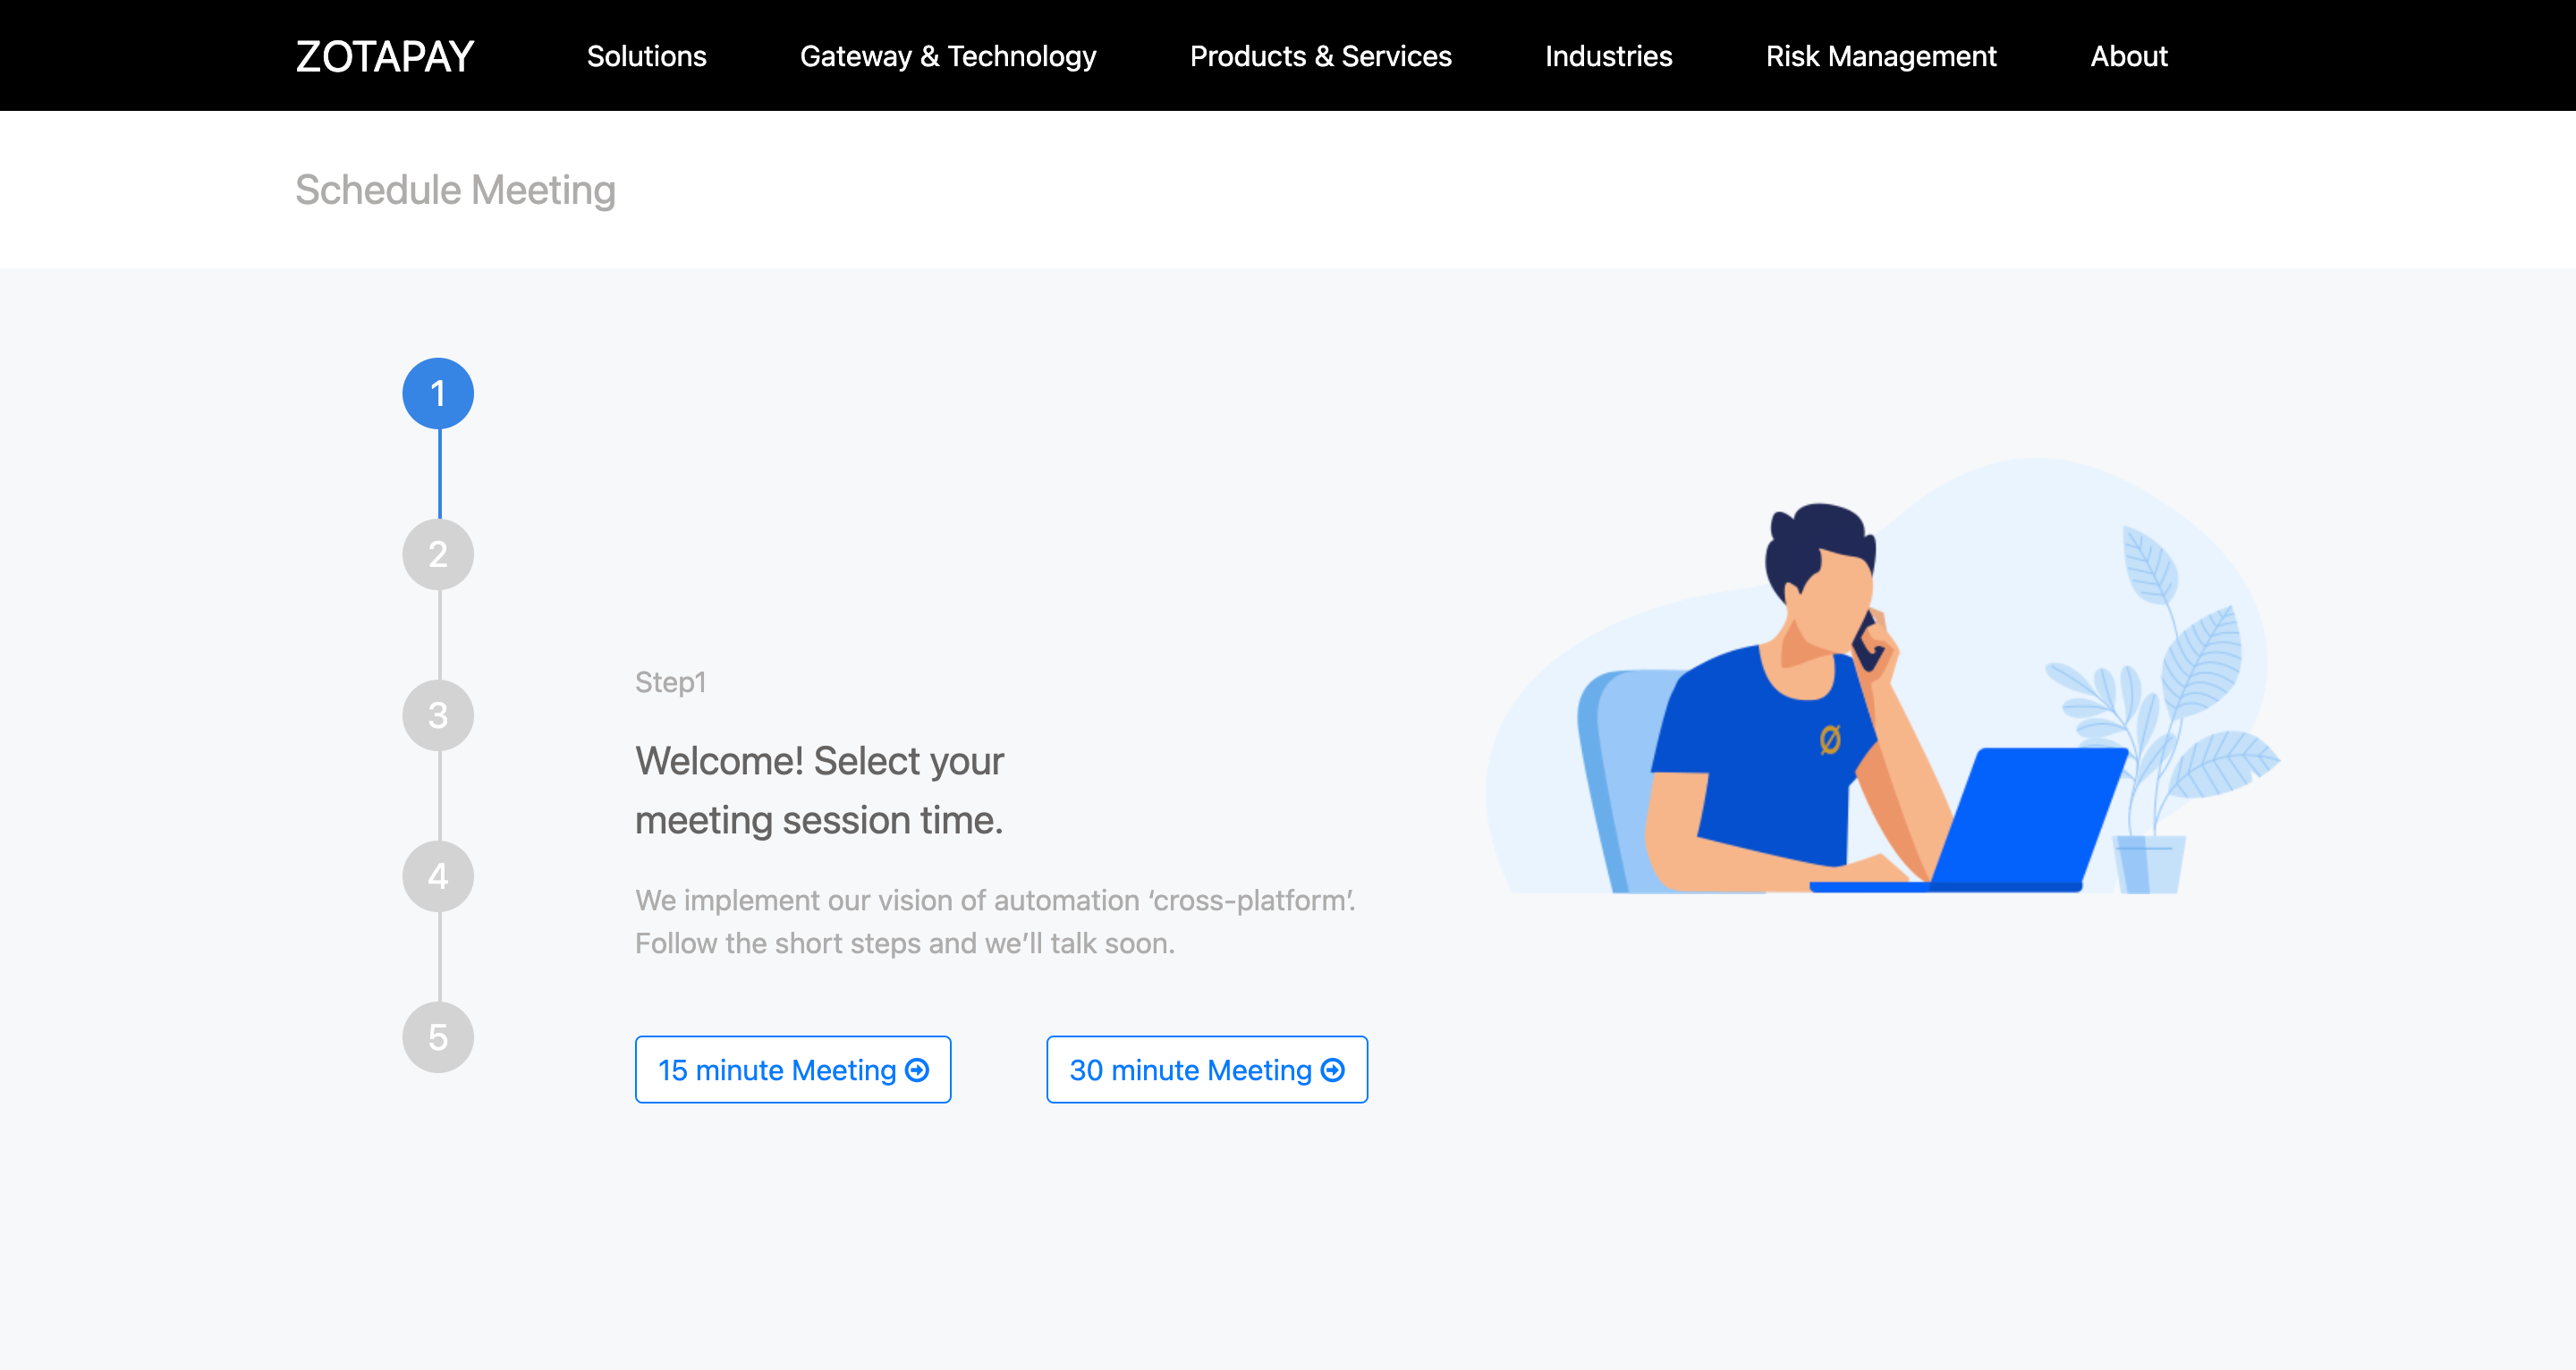 ZOTAPAY
Solutions
Gateway & Technology
Products & Services
Industries
Risk Management
About
Schedule Meeting
1
2
3
4
5
Step1
Welcome! Select your
meeting session time.
We implement our vision of automation ‘cross-platform’.
Follow the short steps and we’ll talk soon.
15 minute Meeting
30 minute Meeting